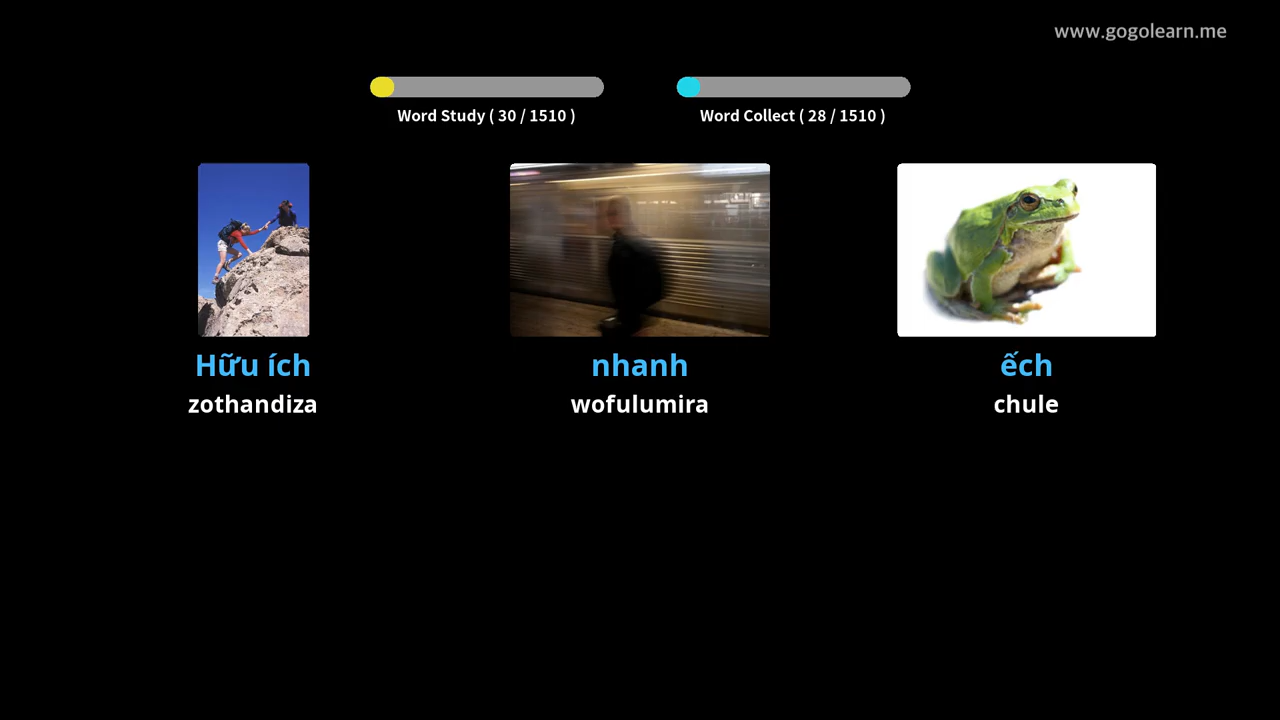 www.gogolearn.me
Word Study ( 30 / 1510 )
Word Collect ( 28 / 1510 )
Hữu ích
zothandiza
nhanh
wofulumira
ếch
chule